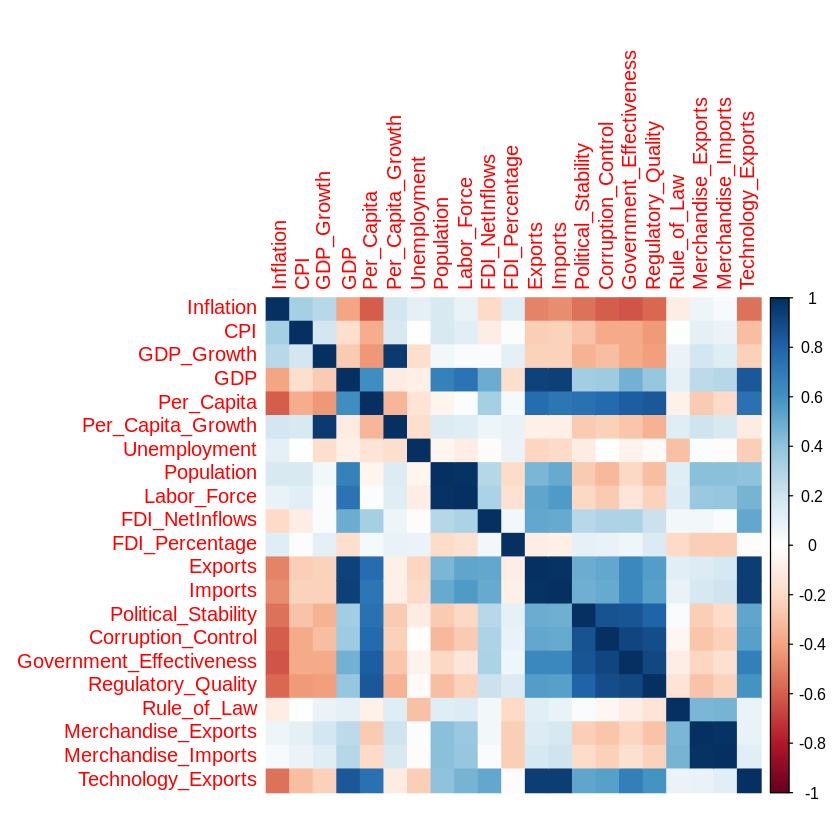 Inflation
CPI
GDP_Growth
GDP
Per_Capita
Per_Capita_Growth
Unemployment
Population
Labor_Force
FDI_NetInflows
FDI_Percentage
Exports
Imports
Political_Stability
Corruption_Control
Government_Effectiveness
Regulatory_Quality
Rule_of_Law
Merchandise_Exports
Merchandise_Imports
Technology_Exports
Inflation
CPI
GDP_Growth
GDP
Per_Capita
Per_Capita_Growth
Unemployment
Population
Labor_Force
FDI_NetInflows
FDI_Percentage
Exports
Imports
Political_Stability
Corruption_Control
Government_Effectiveness
Regulatory_Quality
Rule_of_Law
Merchandise_Exports
Merchandise_Imports
Technology_Exports
1
0.8
0.6
0.4
0.2
0
-0.2
-0.4
-0.6
-0.8
-1